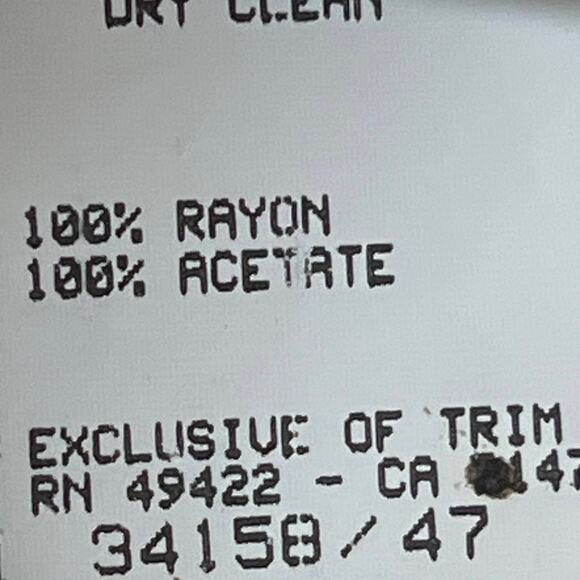 DRY CLEAN
100% RAYON
100% ACETATE
EXCLUSIVE OF TRIM
RN 49422 - CA
34158/47